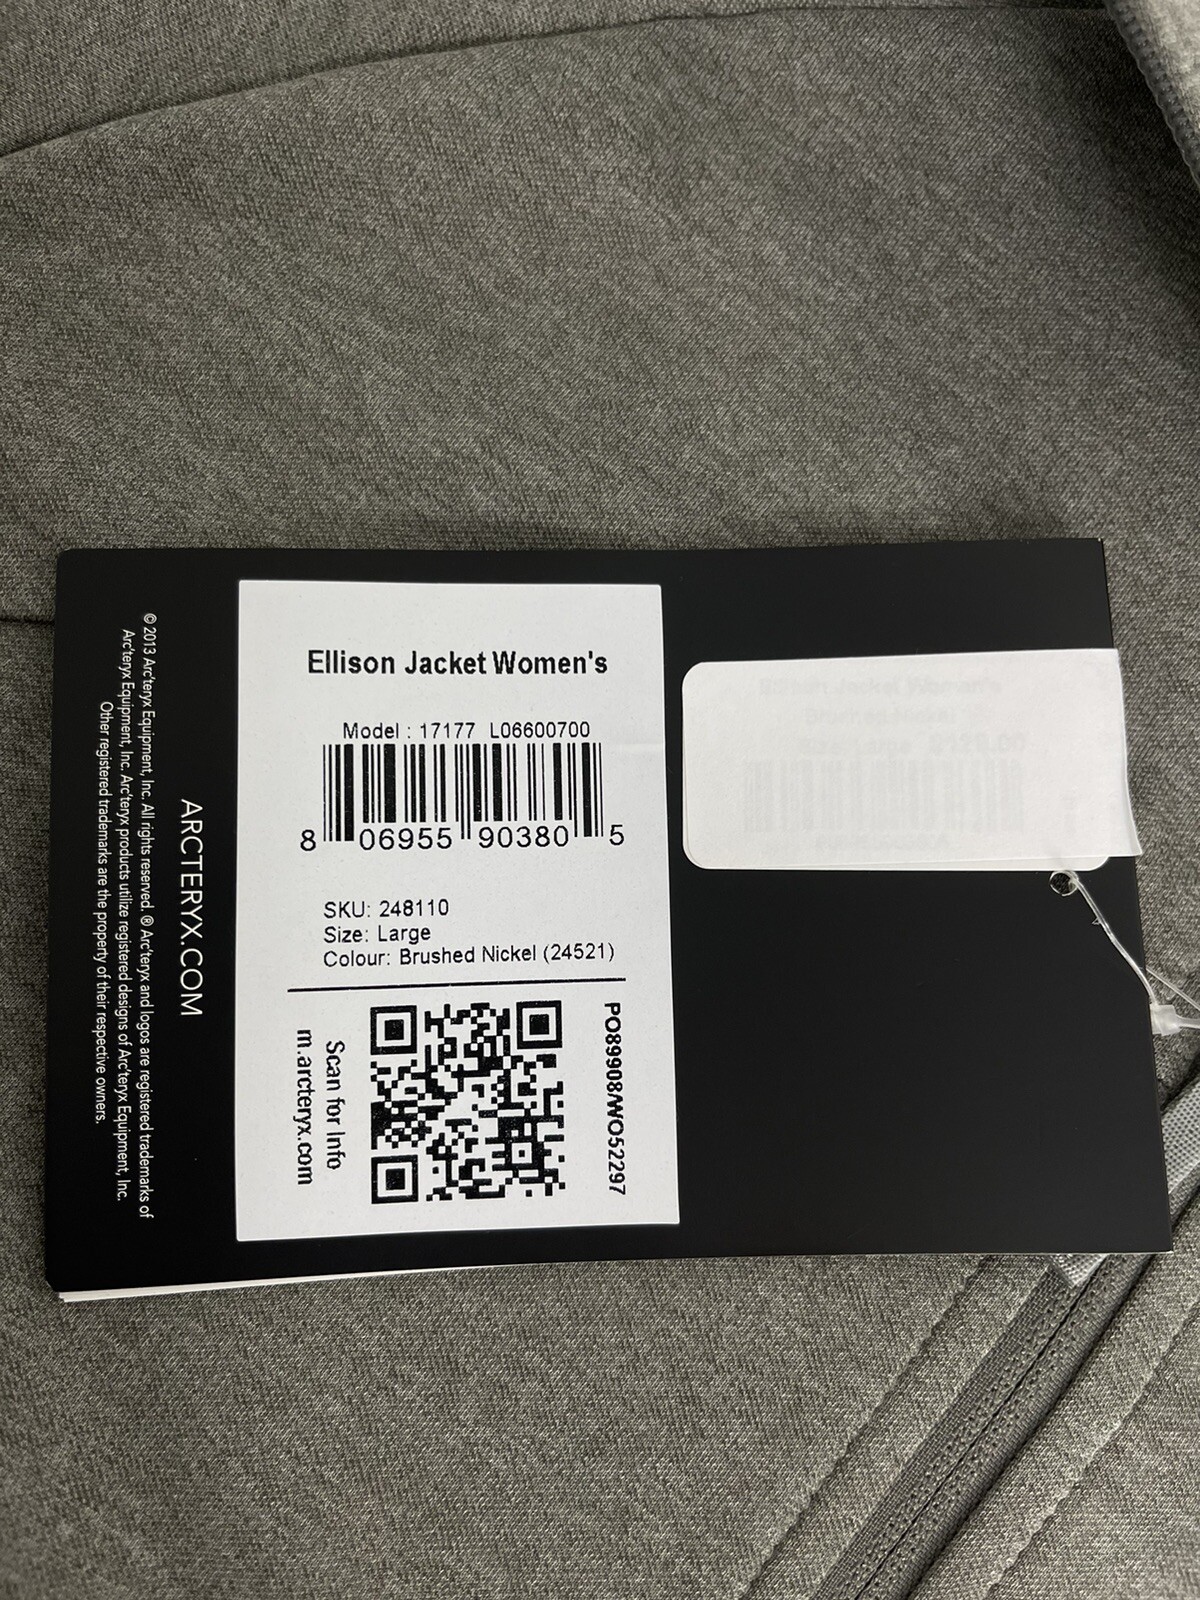 Ellison Jacket Women's
Model : 17177 L06600700
8 06955 90380 5
SKU: 248110
Size: Large
Colour: Brushed Nickel (24521)
Scan for Info
m.arcteryx.com
PO89908/WO52297
ARCTERYX.COM
© 2013 Arc'teryx Equipment, Inc. All rights reserved. ® Arc'teryx and logos are registered trademarks of
Arc'teryx Equipment, Inc. Arc'teryx products utilize registered designs of Arc'teryx Equipment, Inc.
Other registered trademarks are the property of their respective owners.